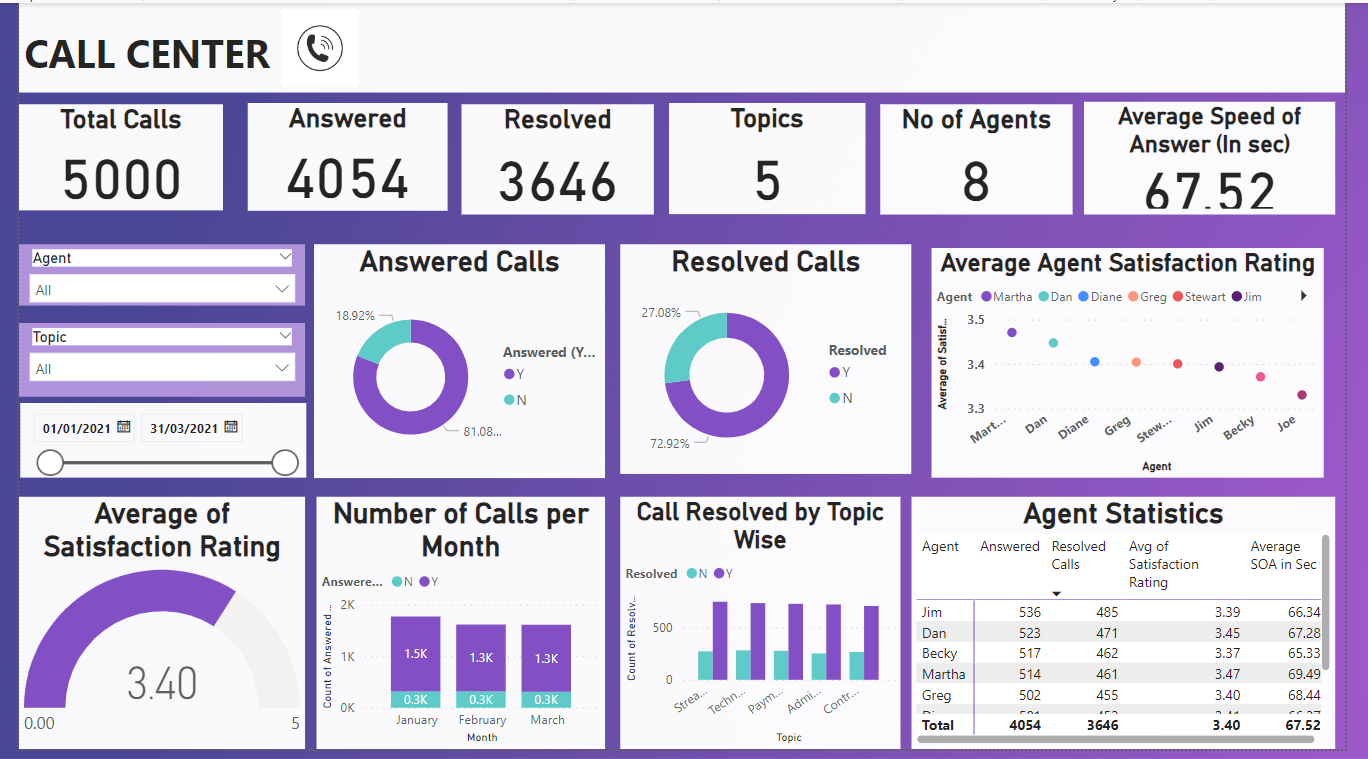 CALL CENTER
Total Calls
5000
Answered
4054
Resolved
3646
Topics
5
No of Agents
8
Average Speed of
Answer (In sec)
67.52
Agent
All
Topic
All
01/01/2021
31/03/2021
Answered Calls
18.92%
81.08...
Answered (Y...
Y
N
Resolved Calls
27.08%
72.92%
Resolved
Y
N
Average Agent Satisfaction Rating
Agent Martha Dan Diane Greg Stewart Jim
Average of Satisf...
3.5
3.4
3.3
Mart... Dan Diane Greg Stew... Jim Becky Joe
Agent
Average of
Satisfaction Rating
3.40
0.00
5
Number of Calls per
Month
Answere... N Y
Count of Answered ...
2K
1K
0K
1.5K 1.3K 1.3K
0.3K 0.3K 0.3K
January February March
Month
Call Resolved by Topic
Wise
Resolved N Y
Count of Resolv...
500
0
Strea... Techn... Paym... Admi... Contr...
Topic
Agent Statistics
Agent Answered Resolved Calls Avg of Satisfaction Rating Average SOA in Sec
Jim 536 485 3.39 66.34
Dan 523 471 3.45 67.28
Becky 517 462 3.37 65.33
Martha 514 461 3.47 69.49
Greg 502 455 3.40 68.44
Total 4054 3646 3.40 67.52